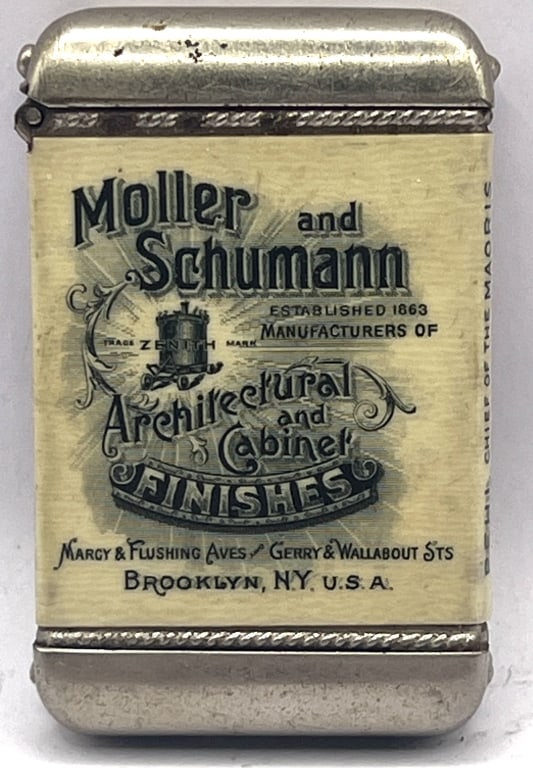 Moller and
Schumann
ESTABLISHED 1863
MANUFACTURERS OF
TRADE ZENITH MARK
Architectural
and
Cabinet
FINISHES
MARCY & FLUSHING AVES AND GERRY & WALLABOUT STS
BROOKLYN, N.Y. U.S.A.
CHIEF OF THE MAORIS